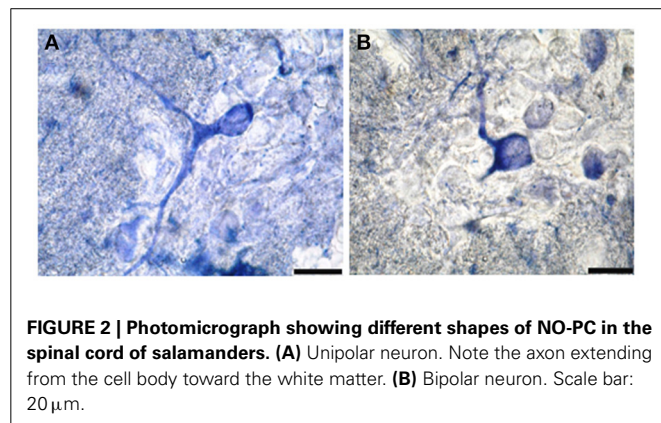 A
B
FIGURE 2 | Photomicrograph showing different shapes of NO-PC in the
spinal cord of salamanders. (A) Unipolar neuron. Note the axon extending
from the cell body toward the white matter. (B) Bipolar neuron. Scale bar:
20 μm.